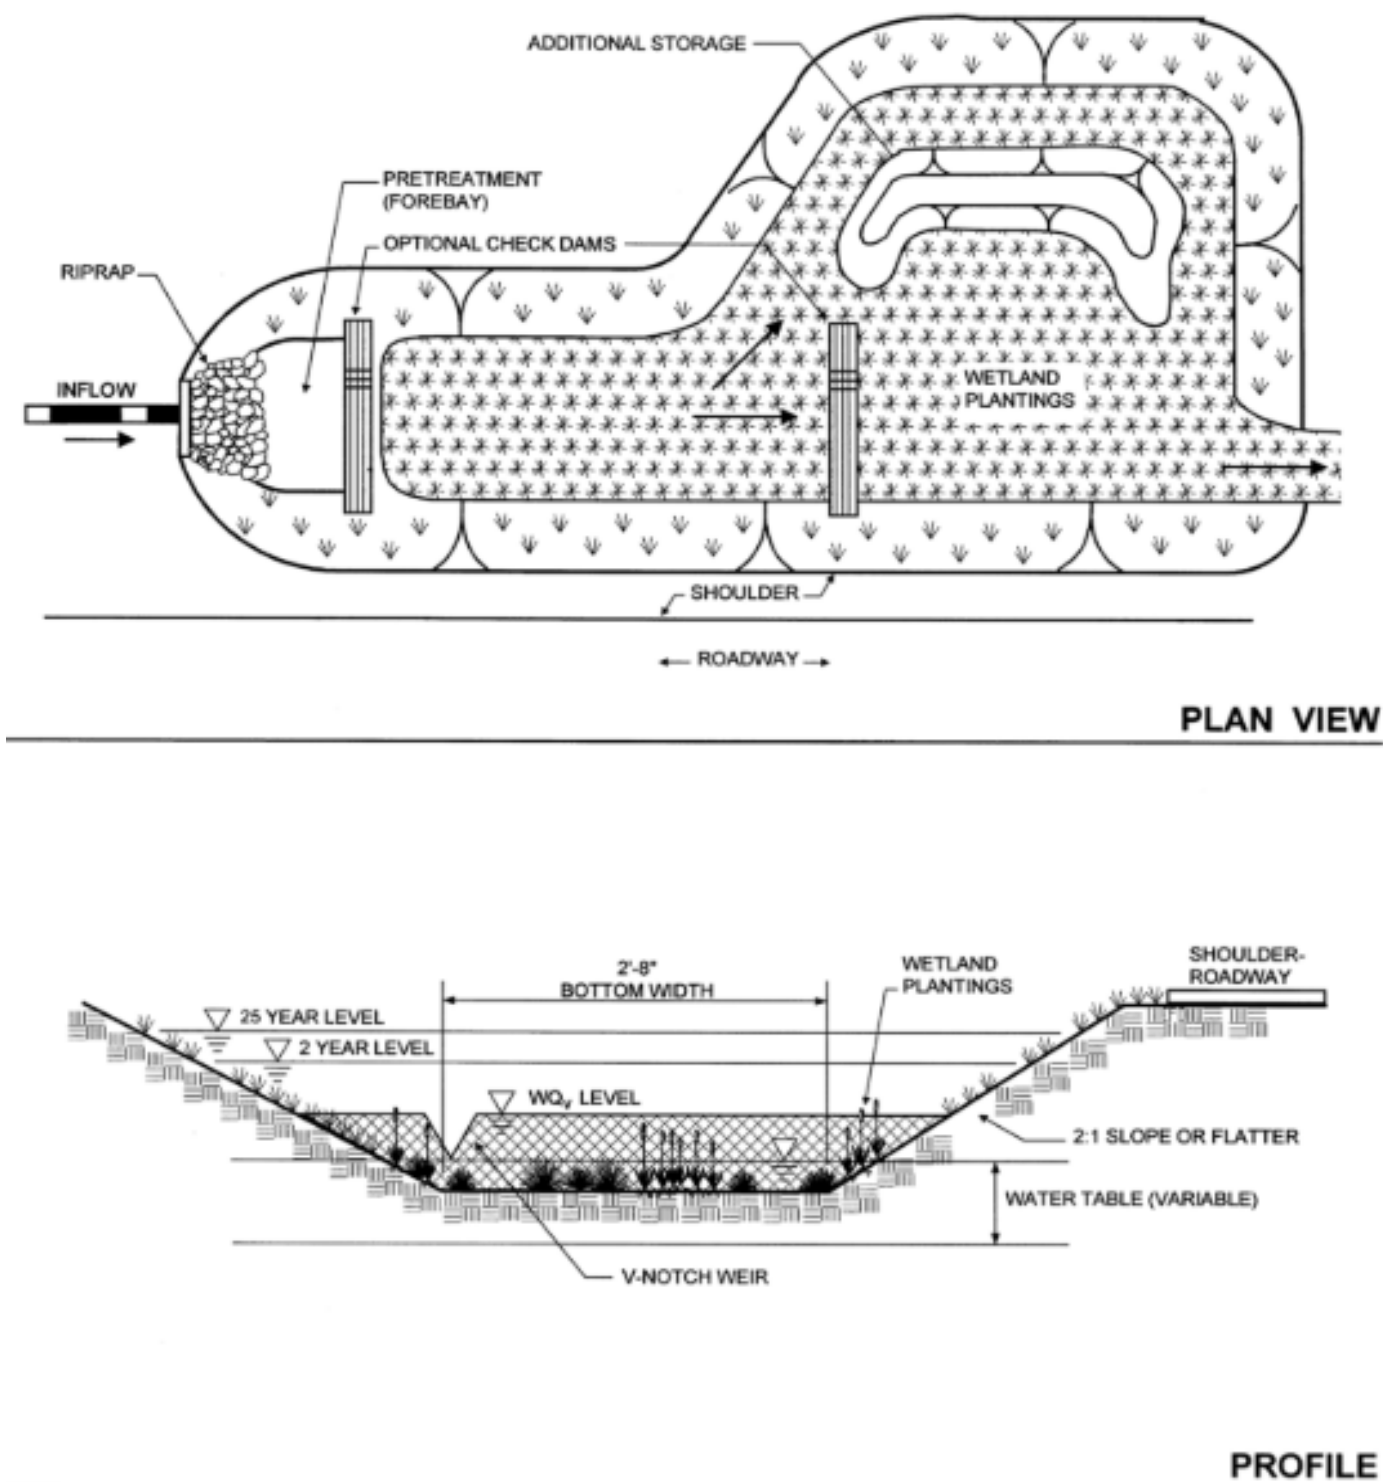 ADDITIONAL STORAGE
PRETREATMENT
(FOREBAY)
OPTIONAL CHECK DAMS
RIPRAP
INFLOW
WETLAND
PLANTINGS
SHOULDER
ROADWAY
PLAN VIEW
2'-8"
BOTTOM WIDTH
WETLAND
PLANTINGS
SHOULDER-
ROADWAY
25 YEAR LEVEL
2 YEAR LEVEL
WQv LEVEL
2:1 SLOPE OR FLATTER
WATER TABLE (VARIABLE)
V-NOTCH WEIR
PROFILE